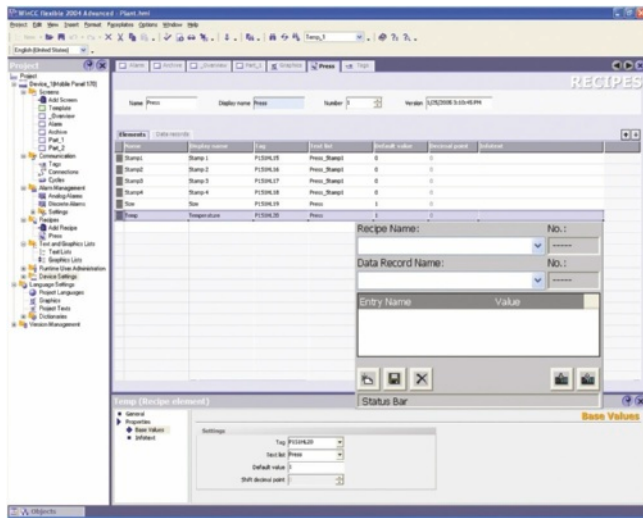 WinCC flexible 2004 Advanced - Plant.hmi
Project Edit View Insert Format Faceplates Options Window Help
New
Temp_1
English (United States)
Project
Alarm
Archive
_Overview
Part_1
Graphics
Press
Tags
RECIPES
Project
Device_1(Mobile Panel 170)
Screens
Add Screen
Template
_Overview
Alarm
Archive
Part_1
Part_2
Communication
Tags
Connections
Cycles
Alarm Management
Analog Alarms
Discrete Alarms
Settings
Recipes
Add Recipe
Press
Text and Graphics Lists
Text Lists
Graphics Lists
Runtime User Administration
Device Settings
Language Settings
Project Languages
Graphics
Project Texts
Dictionaries
Version Management
Name Press Display name Press Number 1 Version
Elements Data records
Name Display name Tag Text list Default value Decimal point Infotext
Stamp1 Stamp 1 Press_Stamp1 0 0
Stamp2 Stamp 2 Press_Stamp1 0 0
Stamp3 Stamp 3 Press_Stamp1 0 0
Stamp4 Stamp 4 Press_Stamp1 0 0
Size Size Press 1 0
Temp Temperature Press 1 0
Recipe Name: No.:
-----
Data Record Name: No.:
-----
Entry Name Value
Status Bar
Temp (Recipe element)
Base Values
General
Properties
Base Values
Infotext
Settings
Tag
Text list Press
Default value 1
Shift decimal point
Objects